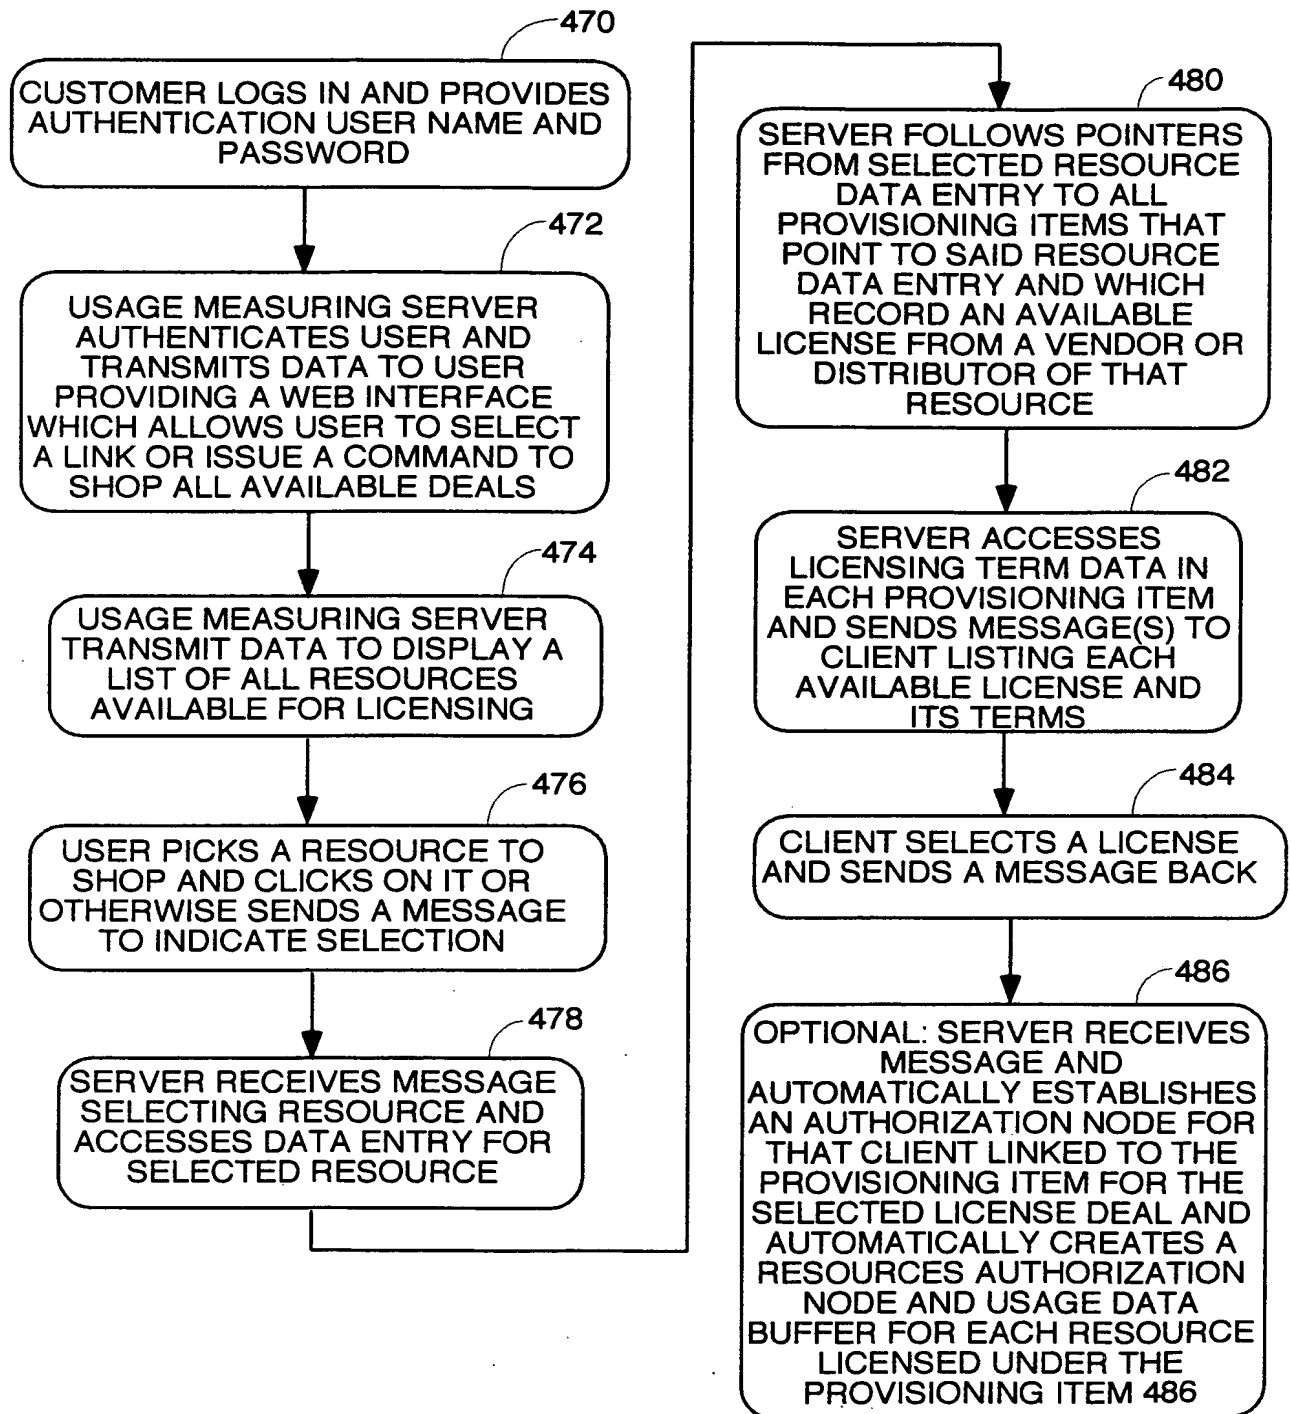 470
CUSTOMER LOGS IN AND PROVIDES
AUTHENTICATION USER NAME AND
PASSWORD
472
USAGE MEASURING SERVER
AUTHENTICATES USER AND
TRANSMITS DATA TO USER
PROVIDING A WEB INTERFACE
WHICH ALLOWS USER TO SELECT
A LINK OR ISSUE A COMMAND TO
SHOP ALL AVAILABLE DEALS
474
USAGE MEASURING SERVER
TRANSMIT DATA TO DISPLAY A
LIST OF ALL RESOURCES
AVAILABLE FOR LICENSING
476
USER PICKS A RESOURCE TO
SHOP AND CLICKS ON IT OR
OTHERWISE SENDS A MESSAGE
TO INDICATE SELECTION
478
SERVER RECEIVES MESSAGE
SELECTING RESOURCE AND
ACCESSES DATA ENTRY FOR
SELECTED RESOURCE
480
SERVER FOLLOWS POINTERS
FROM SELECTED RESOURCE
DATA ENTRY TO ALL
PROVISIONING ITEMS THAT
POINT TO SAID RESOURCE
DATA ENTRY AND WHICH
RECORD AN AVAILABLE
LICENSE FROM A VENDOR OR
DISTRIBUTOR OF THAT
RESOURCE
482
SERVER ACCESSES
LICENSING TERM DATA IN
EACH PROVISIONING ITEM
AND SENDS MESSAGE(S) TO
CLIENT LISTING EACH
AVAILABLE LICENSE AND
ITS TERMS
484
CLIENT SELECTS A LICENSE
AND SENDS A MESSAGE BACK
486
OPTIONAL: SERVER RECEIVES
MESSAGE AND
AUTOMATICALLY ESTABLISHES
AN AUTHORIZATION NODE FOR
THAT CLIENT LINKED TO THE
PROVISIONING ITEM FOR THE
SELECTED LICENSE DEAL AND
AUTOMATICALLY CREATES A
RESOURCES AUTHORIZATION
NODE AND USAGE DATA
BUFFER FOR EACH RESOURCE
LICENSED UNDER THE
PROVISIONING ITEM 486